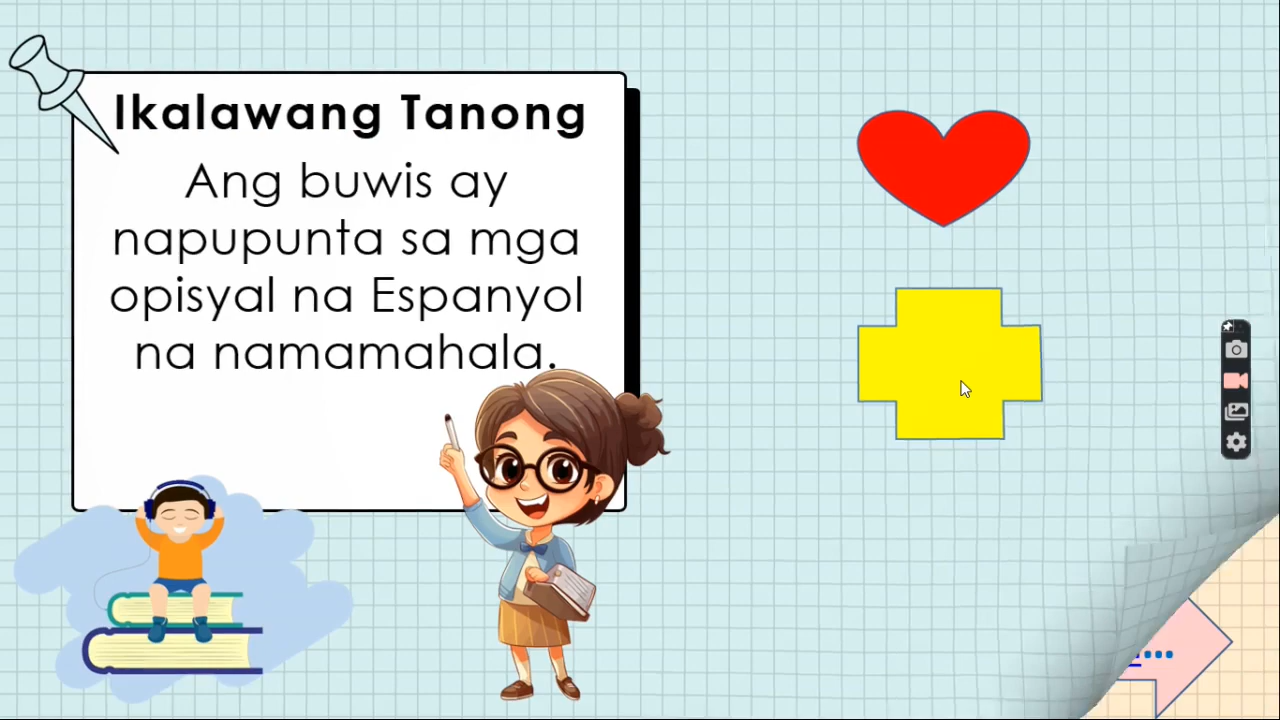 Ikalawang Tanong
Ang buwis ay
napupunta sa mga
opisyal na Espanyol
na namamahala.